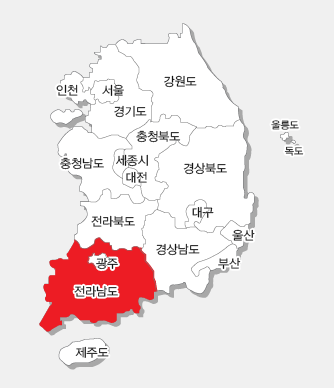 강원도
인천
서울
경기도
울릉도
독도
충청북도
충청남도
세종시
대전
경상북도
대구
전라북도
울산
경상남도
부산
광주
전라남도
제주도